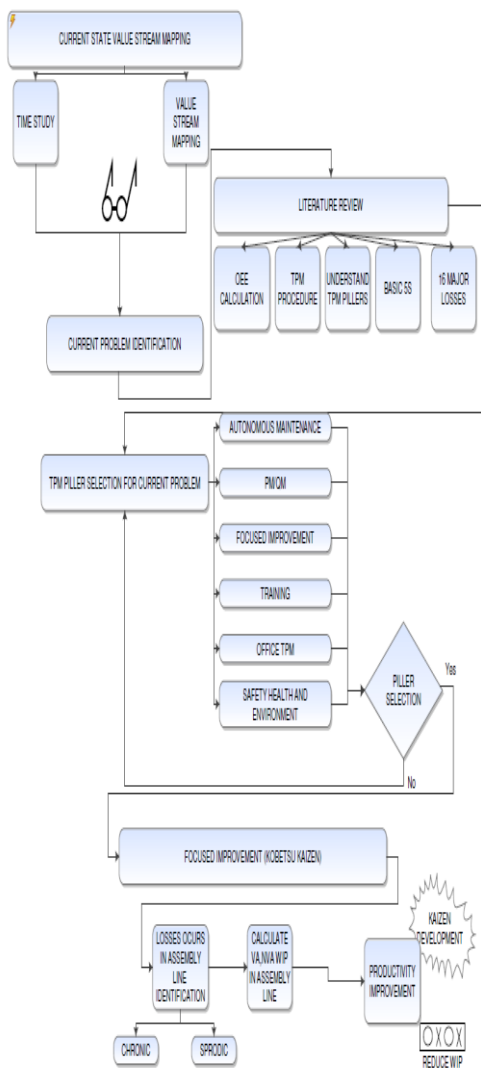 CURRENT STATE VALUE STREAM MAPPING
TIME STUDY
VALUE
STREAM
MAPPING
LITERATURE REVIEW
OEE
CALCULATION
TPM
PROCEDURE
UNDERSTAND
TPM PILLERS
BASIC 5S
16 MAJOR
LOSSES
CURRENT PROBLEM IDENTIFICATION
TPM PILLER SELECTION FOR CURRENT PROBLEM
AUTONOMOUS MAINTENANCE
PM/QM
FOCUSED IMPROVEMENT
TRAINING
OFFICE TPM
SAFETY HEALTH AND
ENVIRONMENT
PILLER
SELECTION
Yes
No
FOCUSED IMPROVEMENT (KOBETSU KAIZEN)
LOSSES OCURS
IN ASSEMBLY
LINE
IDENTIFICATION
CALCULATE
VA,NVA WIP
IN ASSEMBLY
LINE
PRODUCTIVITY
IMPROVEMENT
KAIZEN
DEVELOPMENT
CHRONIC
SPRODIC
OXOX
REDUCE WIP